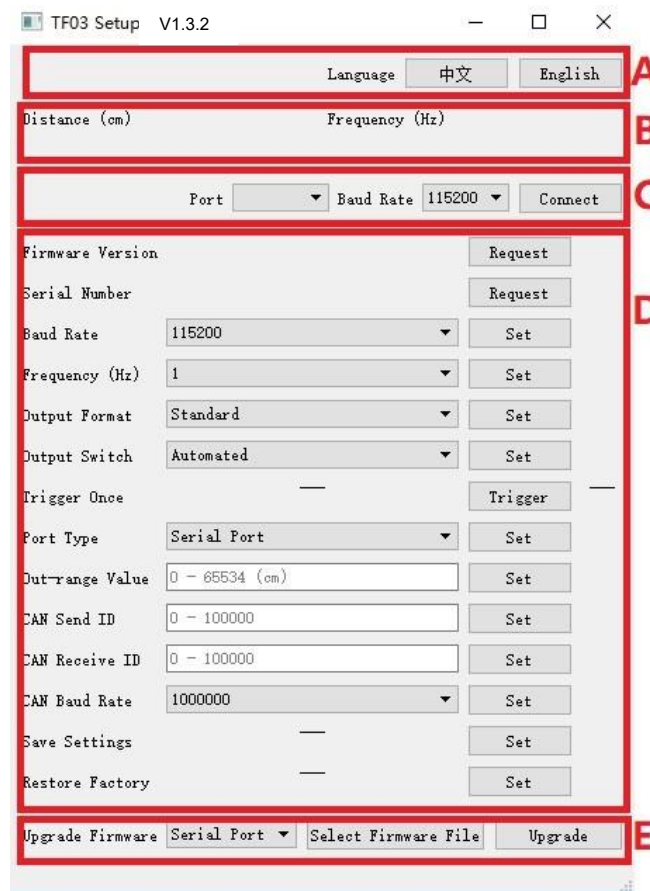 TF03 Setup V1.3.2
Language 中文 English A
Distance (cm) Frequency (Hz) B
Port Baud Rate 115200 Connect C
Firmware Version Request
Serial Number Request
D
Baud Rate 115200 Set
Frequency (Hz) 1 Set
Output Format Standard Set
Output Switch Automated Set
Trigger Once — Trigger —
Port Type Serial Port Set
Out-range Value 0 - 65534 (cm) Set
CAN Send ID 0 - 100000 Set
CAN Receive ID 0 - 100000 Set
CAN Baud Rate 1000000 Set
Save Settings — Set
Restore Factory — Set
Upgrade Firmware Serial Port Select Firmware File Upgrade E